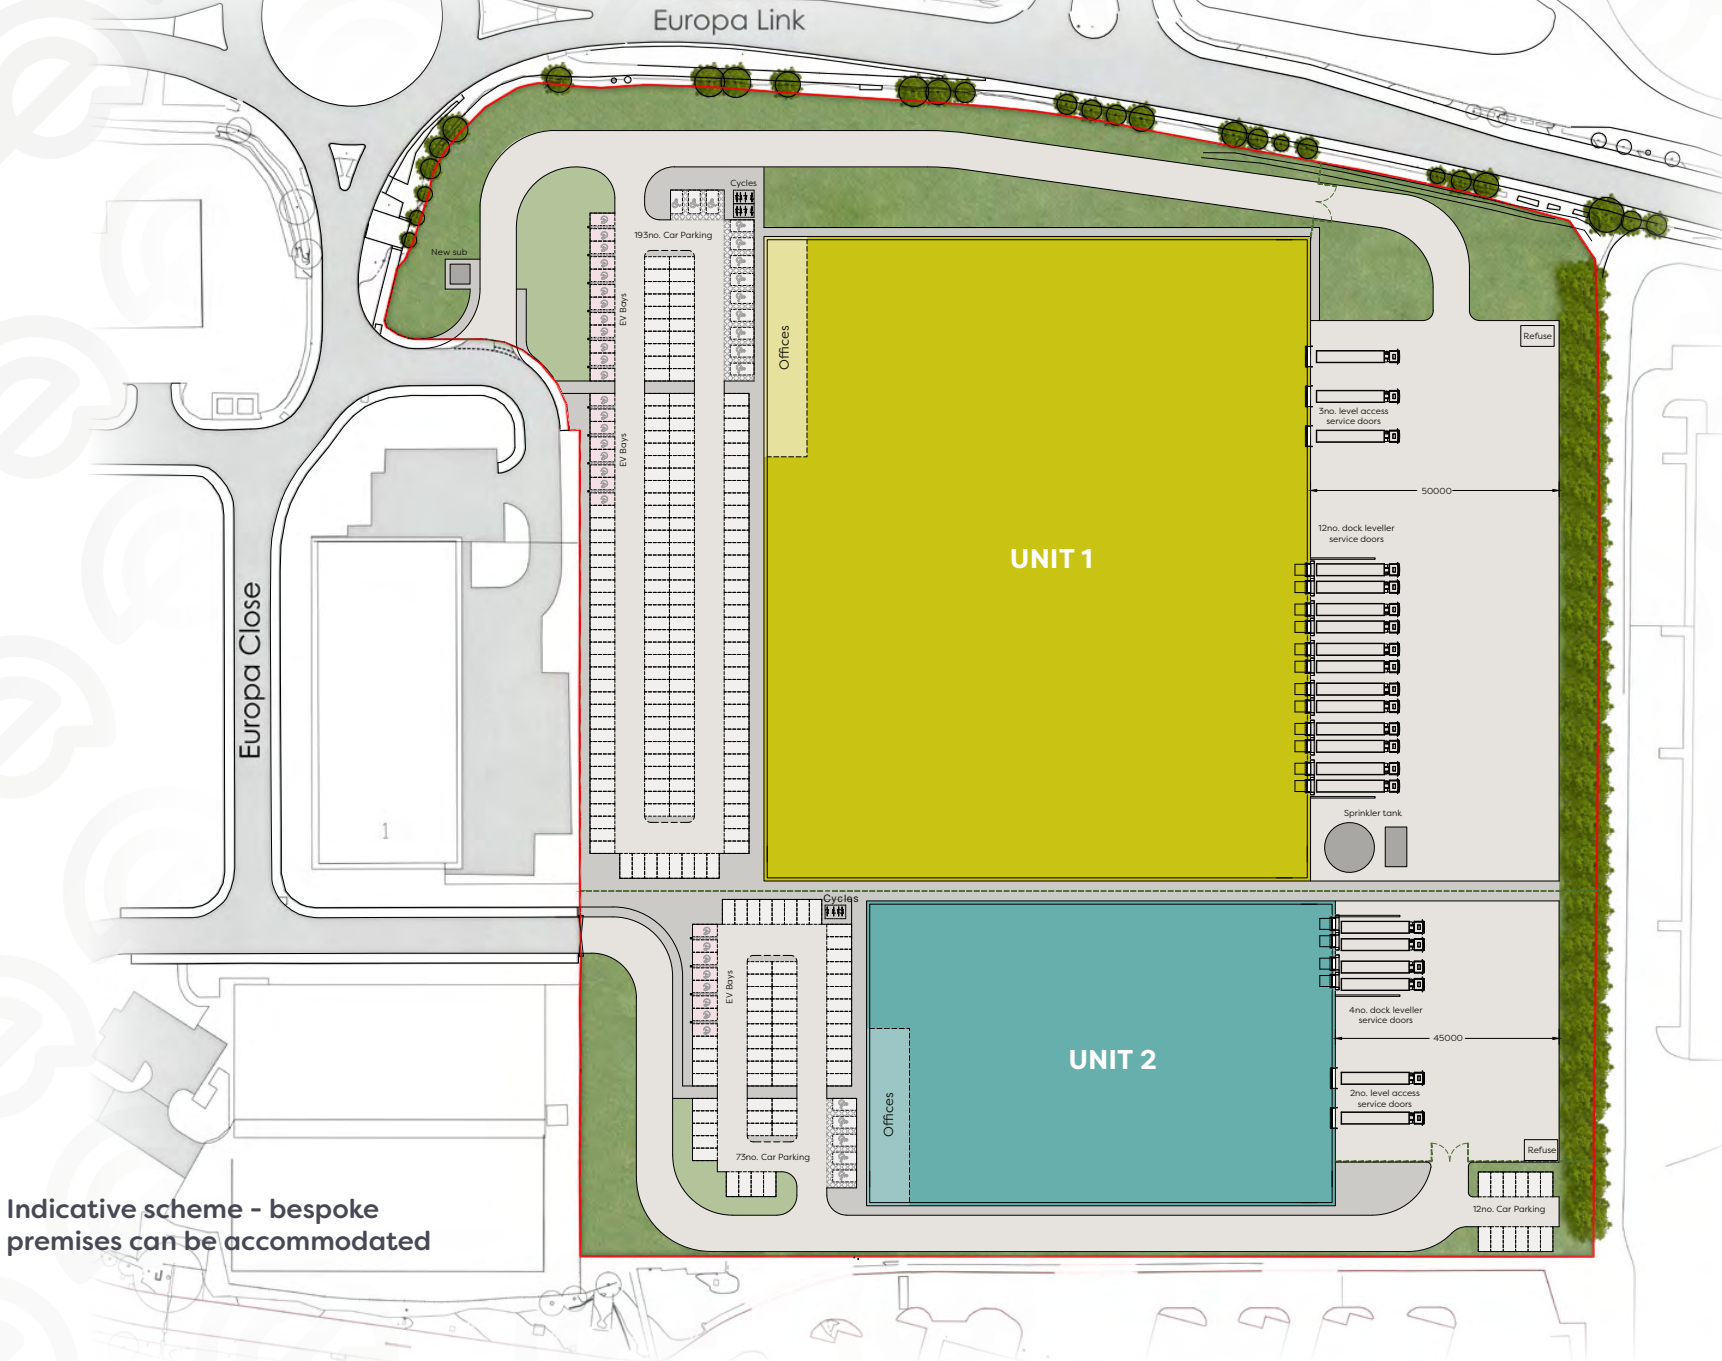 Europa Link
Cycles
193no. Car Parking
New sub
EV Bays
Offices
Refuse
3no. level access
service doors
EV Bays
50000
12no. dock leveller
service doors
UNIT 1
Europa Close
1
Sprinkler tank
Cycles
EV Bays
4no. dock leveller
service doors
45000
UNIT 2
Offices
2no. level access
service doors
73no. Car Parking
Refuse
12no. Car Parking
Indicative scheme - bespoke
premises can be accommodated